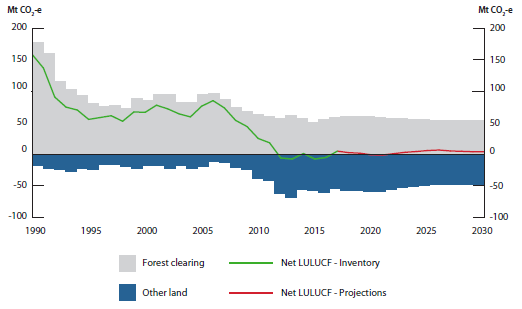 Mt CO2-e Mt CO2-e
200 200
150 150
100 100
50 50
0 0
-50 -50
-100 -100
1990 1995 2000 2005 2010 2015 2020 2025 2030
Forest clearing Net LULUCF - Inventory
Other land Net LULUCF - Projections